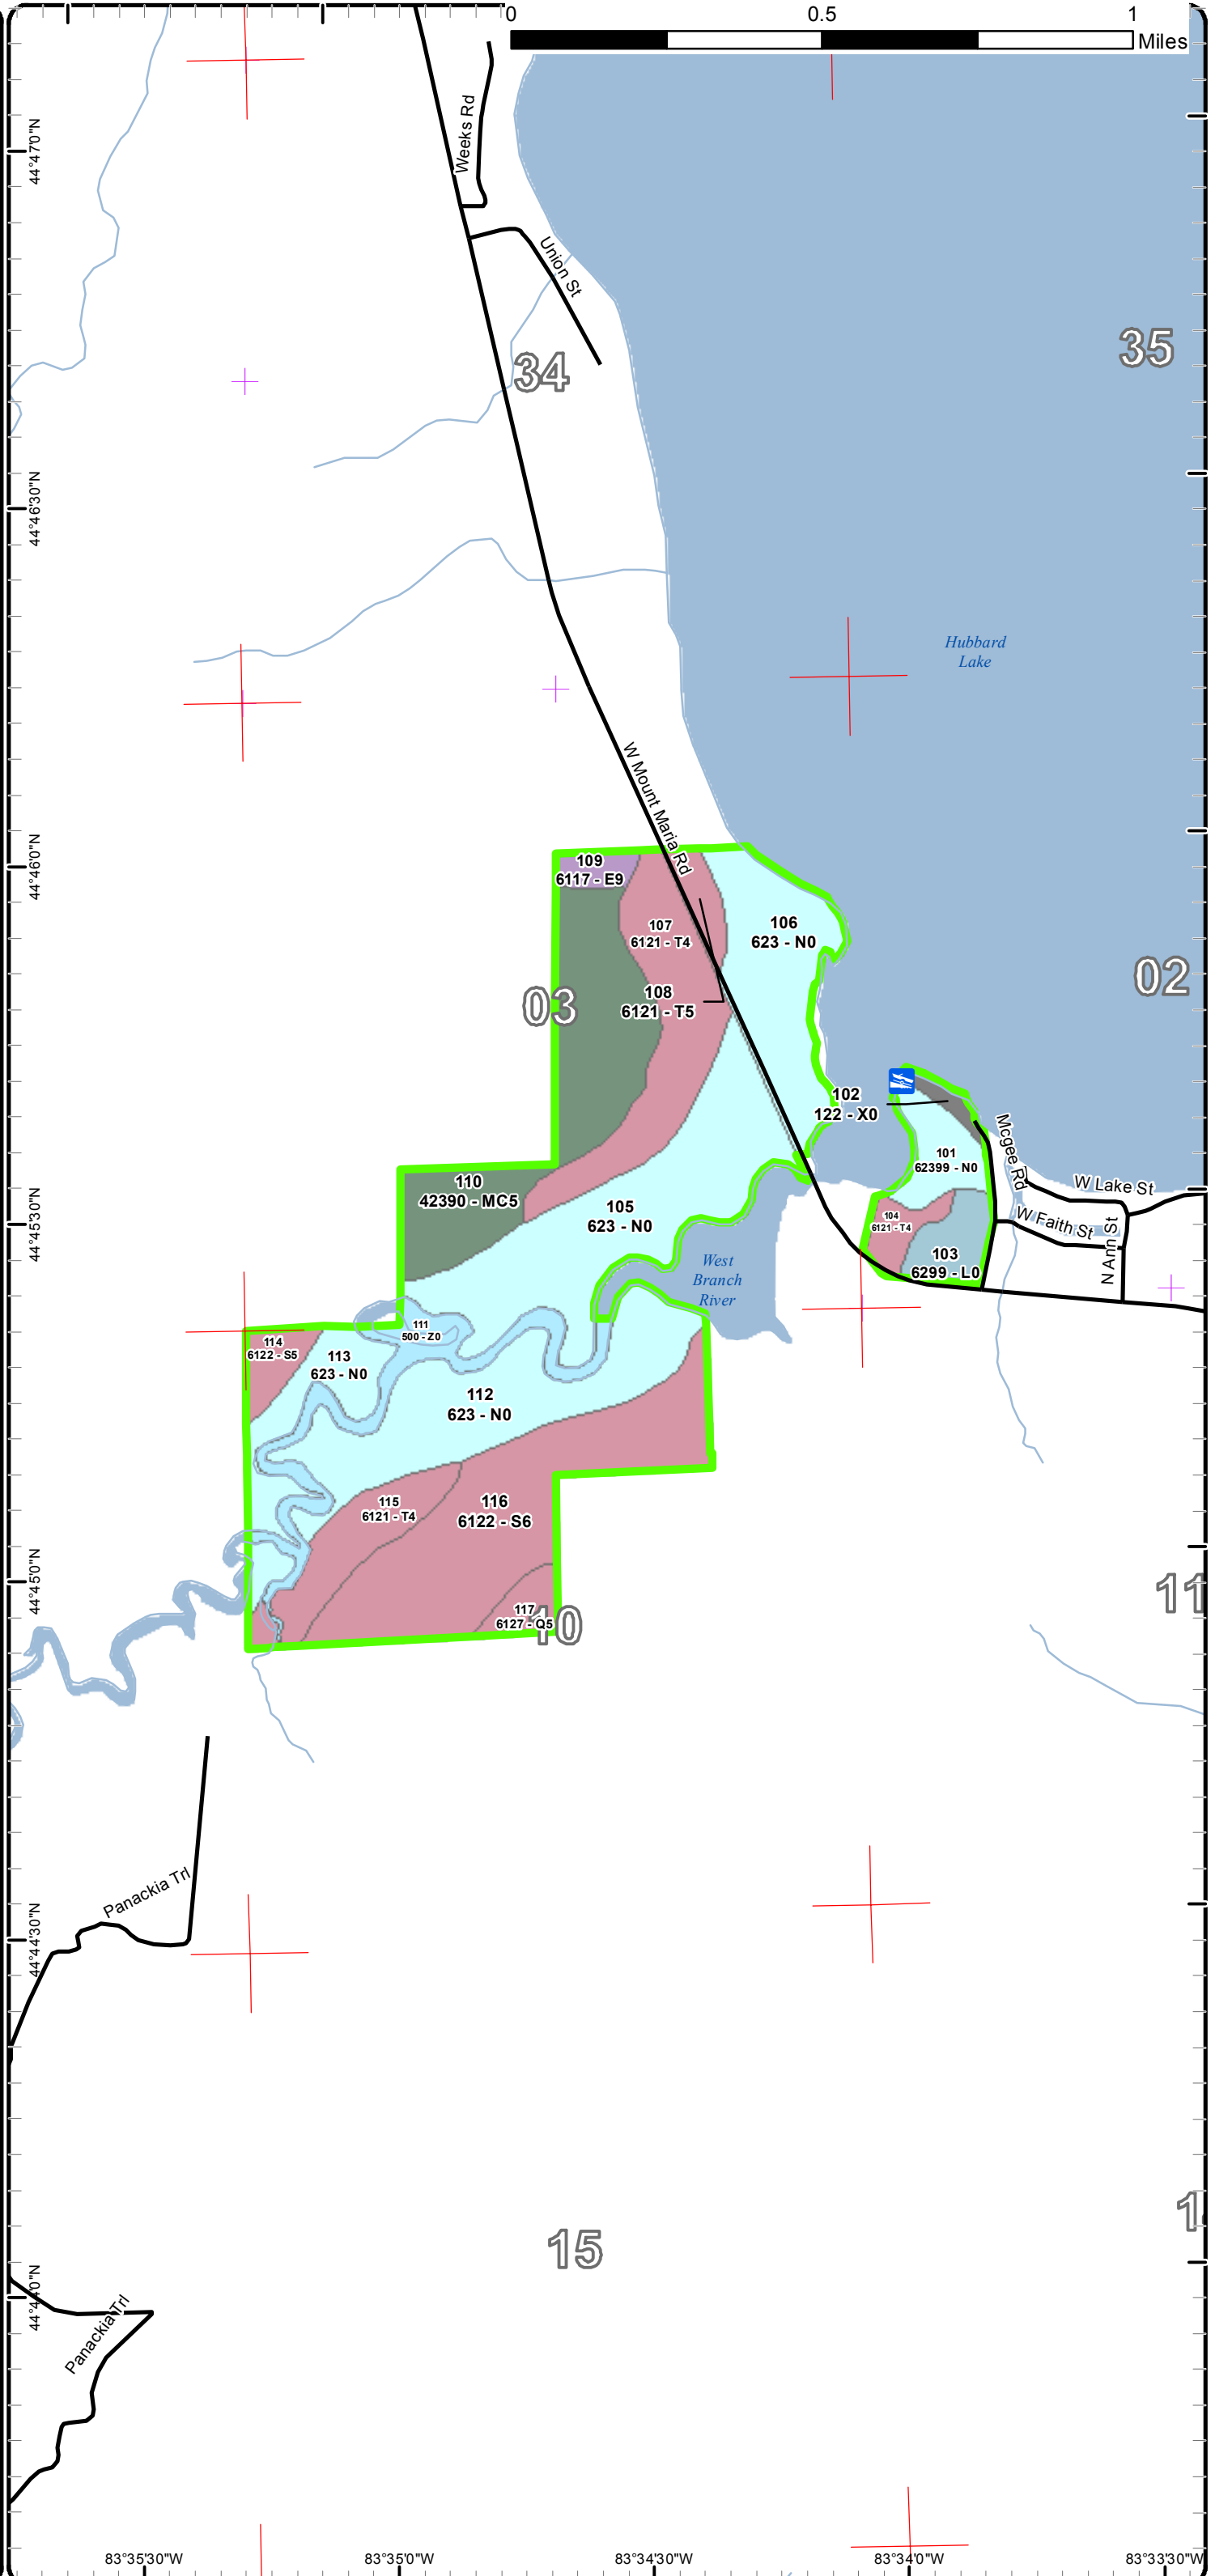 0 0.5 1
Miles
44°47'0"N
Weeks Rd
Union St
34
35
44°46'30"N
Hubbard
Lake
W Mount Maria Rd
44°46'0"N
109
6117 - E9
107
6121 - T4
106
623 - N0
02
108
6121 - T5
03
102
122 - X0
Mcgee Rd
101
62399 - N0
W Lake St
110
42390 - MC5
44°45'30"N
105
623 - N0
104
6121 - T4
W Faith St
N Ann St
103
6299 - L0
West
Branch
River
111
500 - Z0
114
6122 - S5
113
623 - N0
112
623 - N0
115
6121 - T4
116
6122 - S6
44°45'0"N
11
117
6127 - Q5
10
Panackia Trl
44°44'30"N
15
44°44'0"N
Panackia Trl
83°35'30"W 83°35'0"W 83°34'30"W 83°34'0"W 83°33'30"W